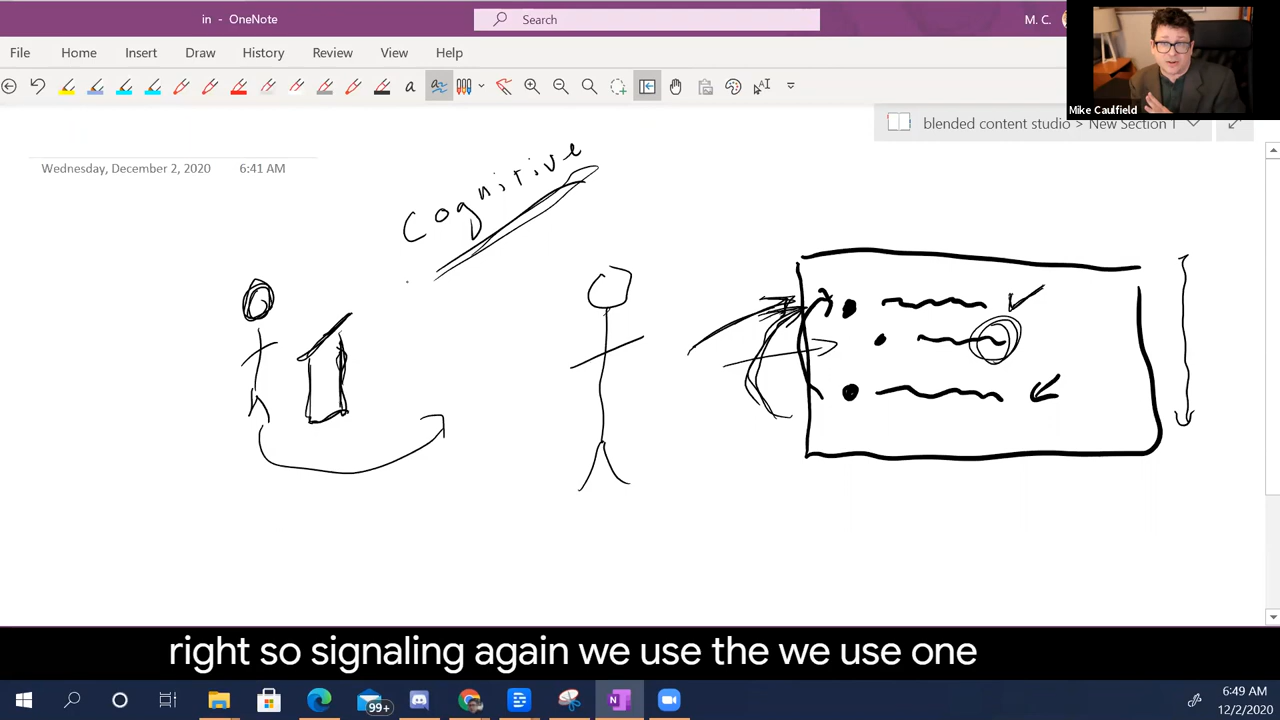 in - OneNote
Search
M. C.
File Home Insert Draw History Review View Help
Mike Caulfield
blended content studio > New Section 1
Wednesday, December 2, 2020 6:41 AM
Cognitive
right so signaling again we use the we use one
99+
6:49 AM
12/2/2020